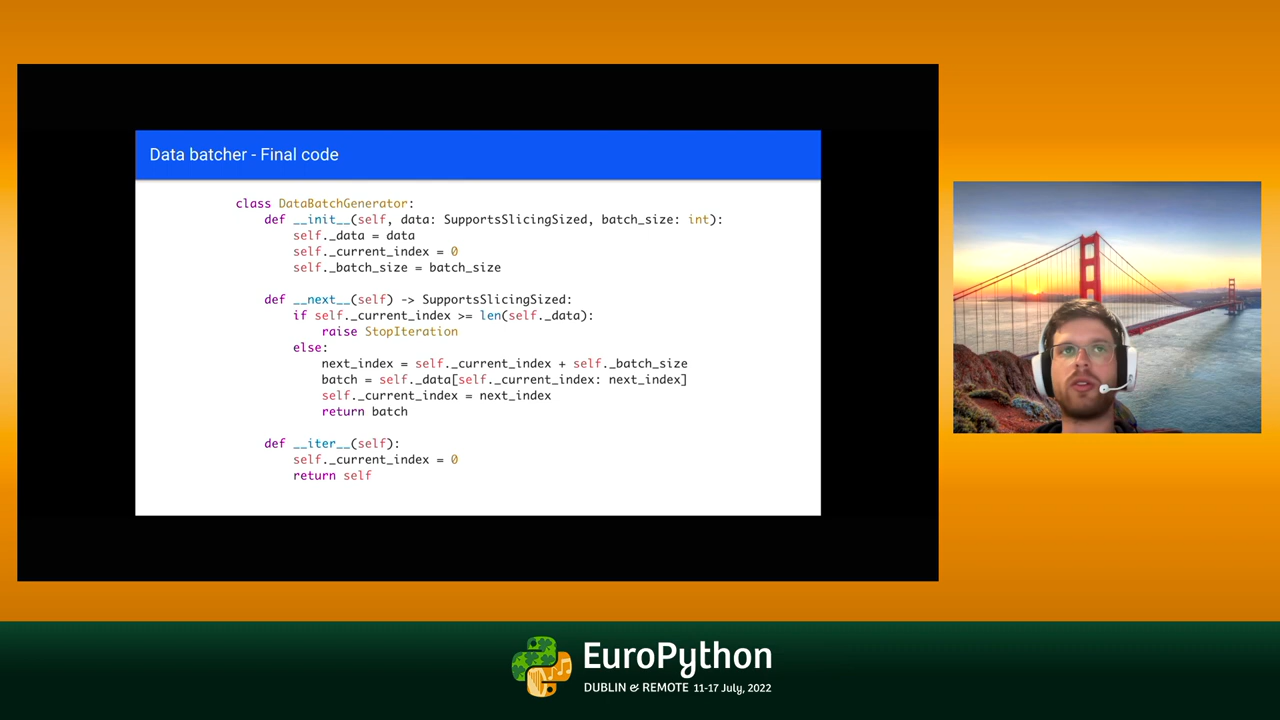 Data batcher - Final code
class DataBatchGenerator:
def __init__(self, data: SupportsSlicingSized, batch_size: int):
self._data = data
self._current_index = 0
self._batch_size = batch_size
def __next__(self) -> SupportsSlicingSized:
if self._current_index >= len(self._data):
raise StopIteration
else:
next_index = self._current_index + self._batch_size
batch = self._data[self._current_index: next_index]
self._current_index = next_index
return batch
def __iter__(self):
self._current_index = 0
return self
EuroPython
DUBLIN & REMOTE 11-17 July, 2022